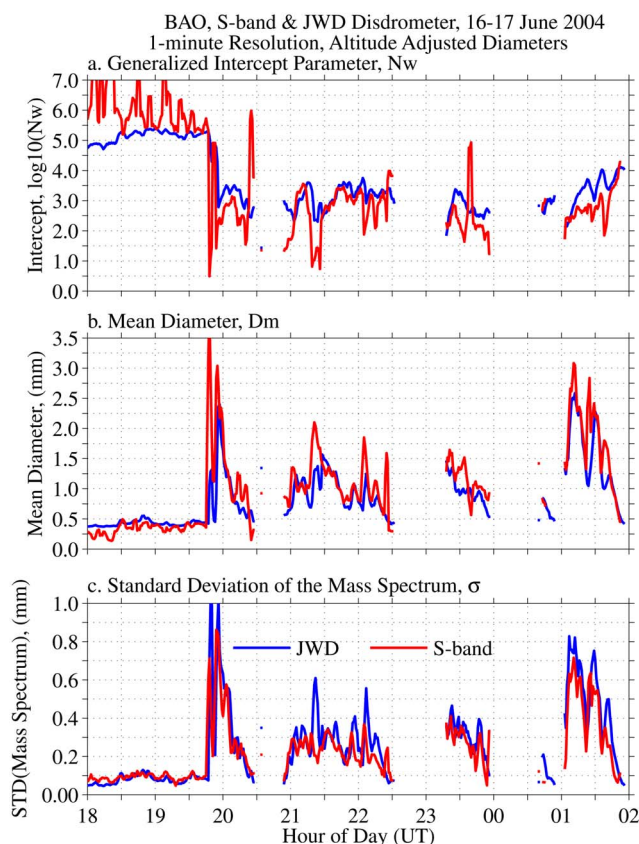 BAO, S-band & JWD Disdrometer, 16-17 June 2004
1-minute Resolution, Altitude Adjusted Diameters
a. Generalized Intercept Parameter, Nw
Intercept, log10(Nw)
7.0
6.0
5.0
4.0
3.0
2.0
1.0
0.0
b. Mean Diameter, Dm
Mean Diameter, (mm)
3.5
3.0
2.5
2.0
1.5
1.0
0.5
0.0
c. Standard Deviation of the Mass Spectrum, σ
STD(Mass Spectrum), (mm)
1.0
0.8
0.6
0.4
0.2
0.00
JWD S-band
18 19 20 21 22 23 00 01 02
Hour of Day (UT)